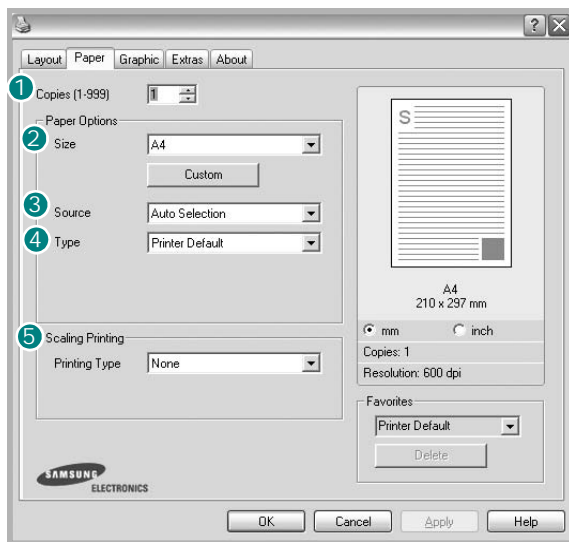 ?
Layout Paper Graphic Extras About
1 Copies (1-999) 1
Paper Options
2 Size A4
Custom
3 Source Auto Selection
4 Type Printer Default
5 Scaling Printing
Printing Type None
S
A4
210 x 297 mm
mm inch
Copies: 1
Resolution: 600 dpi
Favorites
Printer Default
Delete
SAMSUNG
ELECTRONICS
OK Cancel Apply Help